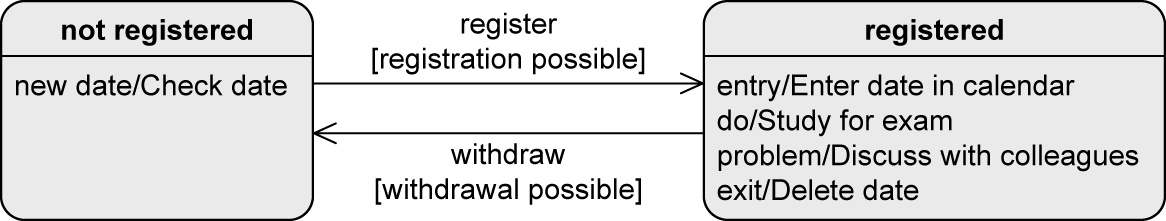 not registered
new date/Check date
register
[registration possible]
withdraw
[withdrawal possible]
registered
entry/Enter date in calendar
do/Study for exam
problem/Discuss with colleagues
exit/Delete date